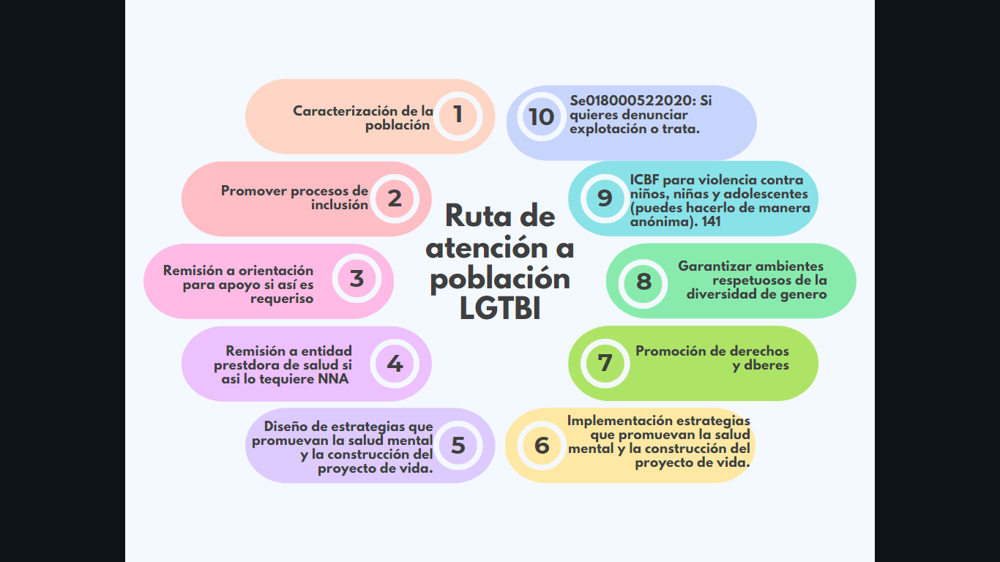 Ruta de
atención a
población
LGTBI
1
Caracterización de la
población
2
Promover procesos de
inclusión
3
Remisión a orientación
para apoyo si así es
requeriso
4
Remisión a entidad
prestdora de salud si
asi lo tequiere NNA
5
Diseño de estrategias que
promuevan la salud mental
y la construcción del
proyecto de vida.
6
Implementación estrategias
que promuevan la salud
mental y la construcción del
proyecto de vida.
7
Promoción de derechos
y dberes
8
Garantizar ambientes
respetuosos de la
diversidad de genero
9
ICBF para violencia contra
niños, niñas y adolescentes
(puedes hacerlo de manera
anónima). 141
10
Se018000522020: Si
quieres denunciar
explotación o trata.